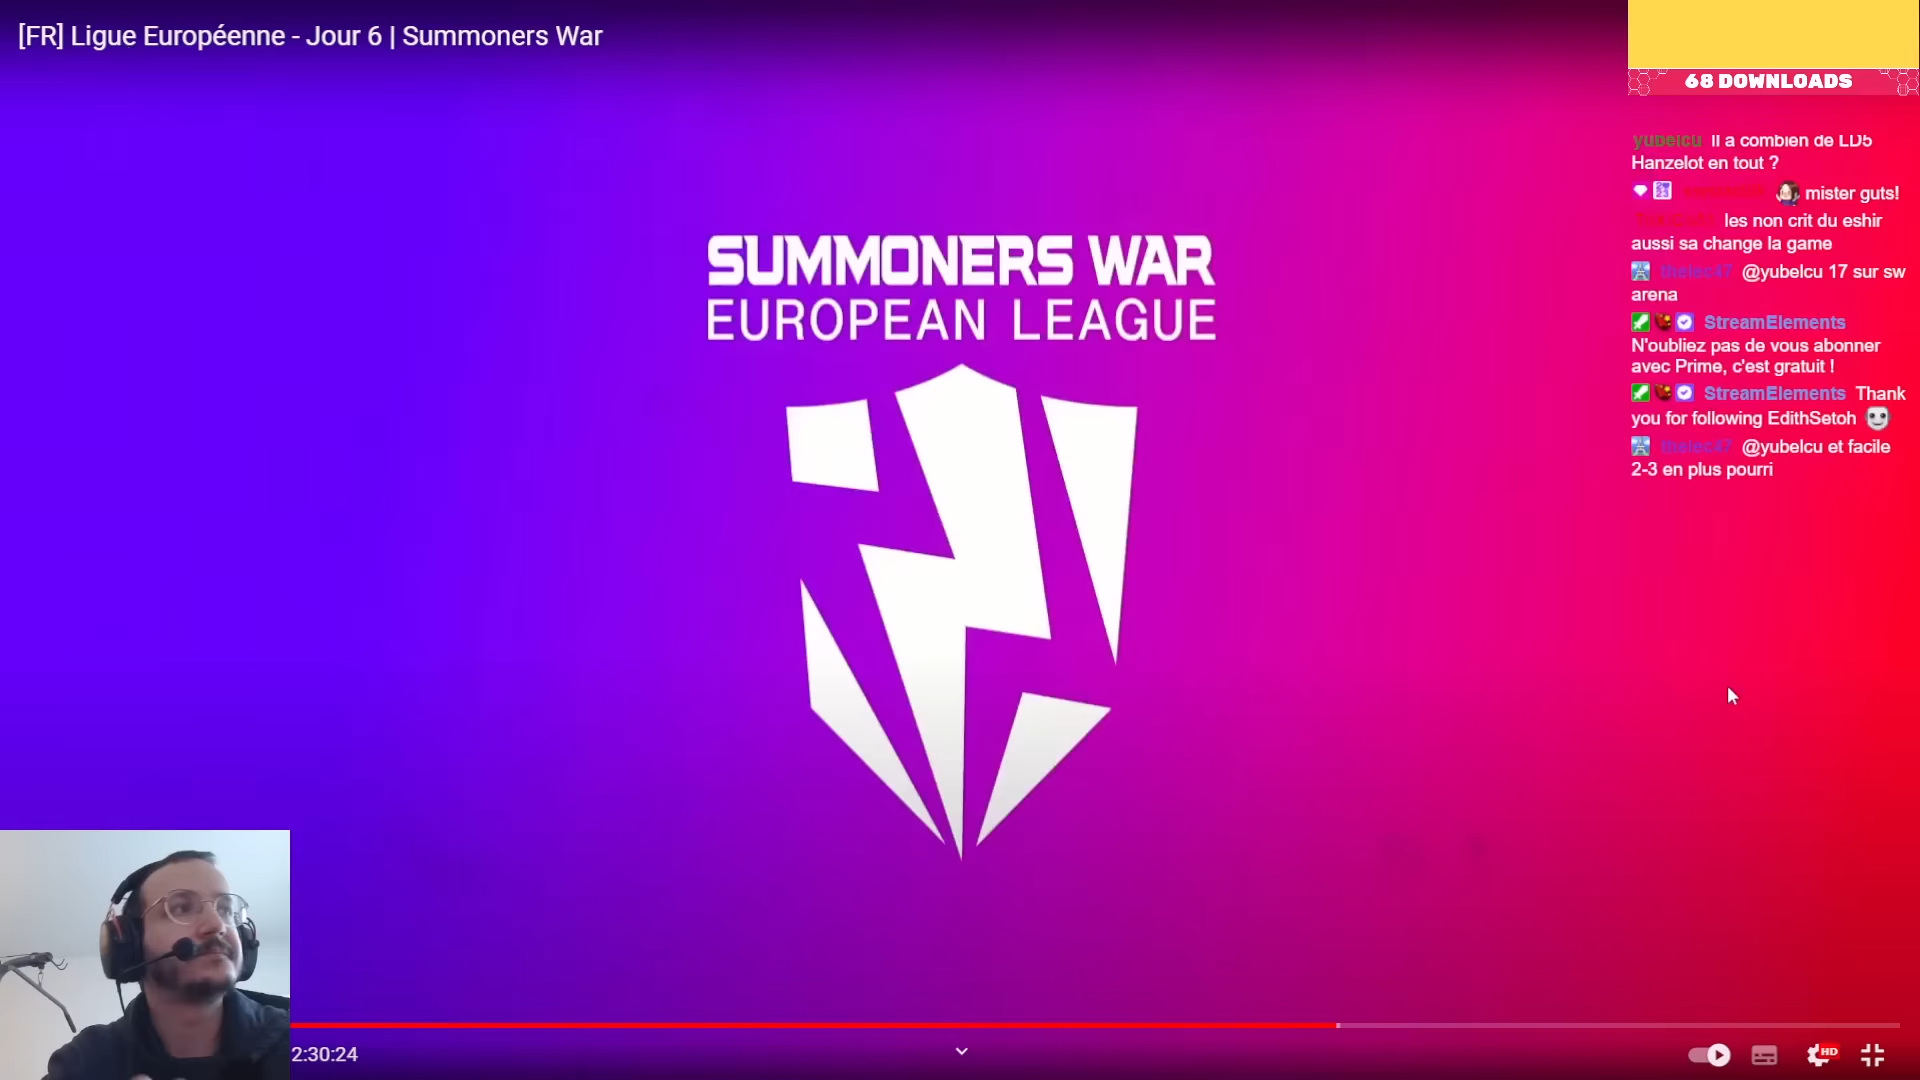 [FR] Ligue Européenne - Jour 6 | Summoners War
68 DOWNLOADS
yubelcu Il a combien de LD5
Hanzelot en tout ?
mister guts!
les non crit du eshir
aussi sa change la game
thelec47 @yubelcu 17 sur sw
arena
StreamElements
N'oubliez pas de vous abonner
avec Prime, c'est gratuit !
StreamElements Thank
you for following EdithSetoh
thelec47 @yubelcu et facile
2-3 en plus pourri
SUMMONERS WAR
EUROPEAN LEAGUE
2:30:24
HD